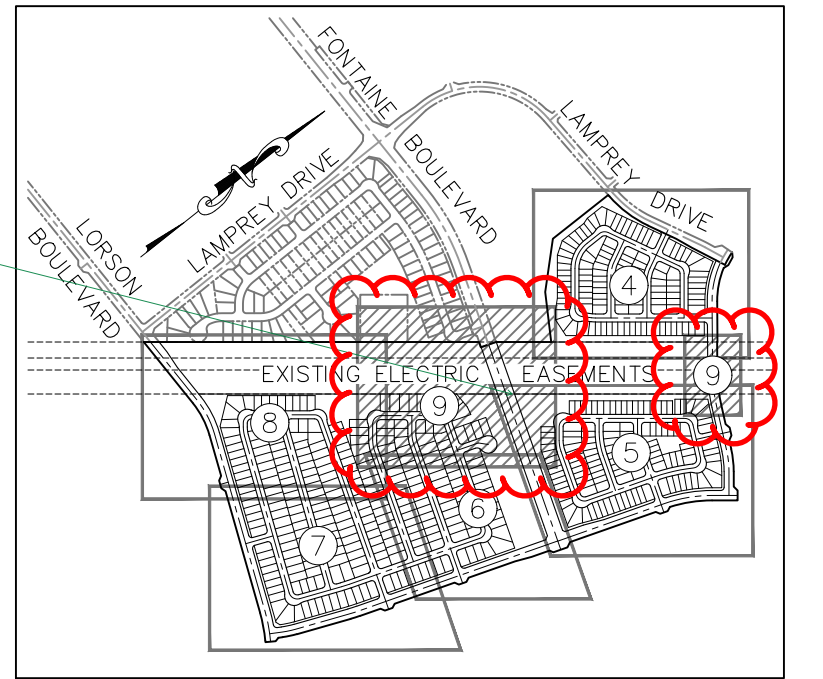 FONTAINE
BOULEVARD
LAMPREY
DRIVE
LAMPREY DRIVE
LORSON
BOULEVARD
N
4
9
EXISTING ELECTRIC EASEMENTS
9
8
5
6
7